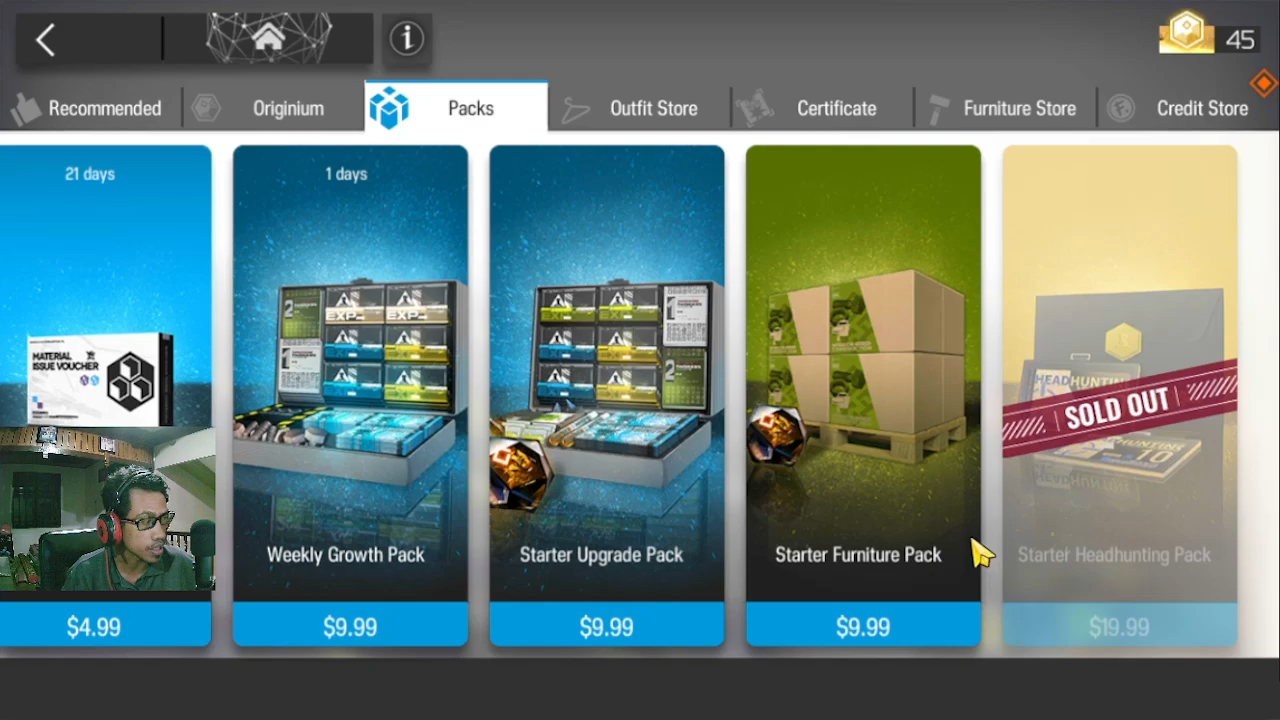 45
Recommended
Originium
Packs
Outfit Store
Certificate
Furniture Store
Credit Store
21 days
1 days
MATERIAL
ISSUE VOUCHER
EXP
EXP
SOLD OUT
10
Weekly Growth Pack
Starter Upgrade Pack
Starter Furniture Pack
Starter Headhunting Pack
$4.99
$9.99
$9.99
$9.99
$19.99